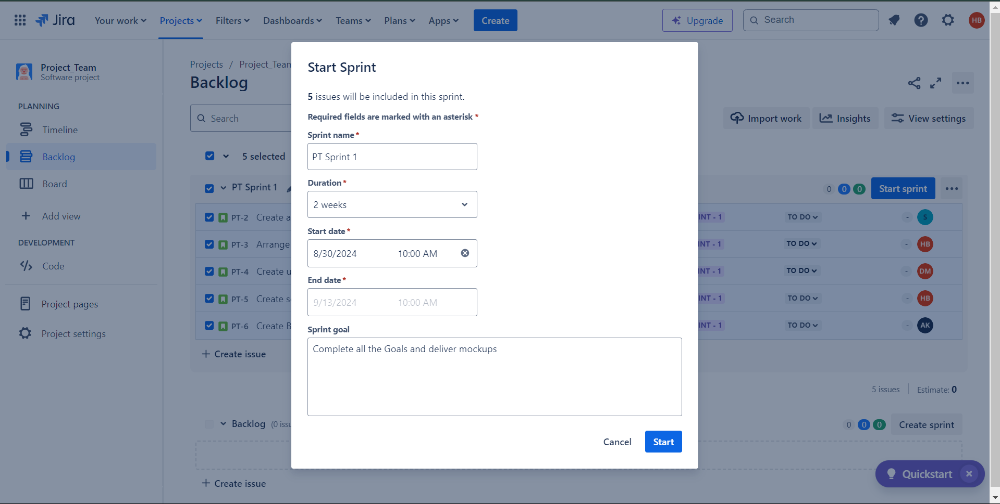 Jira
Your work
Projects
Filters
Dashboards
Teams
Plans
Apps
Create
Upgrade
Search
HB
Project_Team
Software project
PLANNING
Timeline
Backlog
Board
Add view
DEVELOPMENT
Code
Project pages
Project settings
Projects / Project_Team
Backlog
Search
Import work
Insights
View settings
5 selected
PT Sprint 1
0 0 0
Start sprint
PT-2 Create a
INT - 1 TO DO - S
PT-3 Arrange
INT - 1 TO DO - HB
PT-4 Create u
INT - 1 TO DO - DM
PT-5 Create s
INT - 1 TO DO - HB
PT-6 Create B
INT - 1 TO DO - AK
+ Create issue
5 issues
Estimate: 0
Backlog (0 issu
0 0 0
Create sprint
+ Create issue
Quickstart
Start Sprint
5 issues will be included in this sprint.
Required fields are marked with an asterisk *
Sprint name*
PT Sprint 1
Duration*
2 weeks
Start date*
8/30/2024 10:00 AM
End date*
9/13/2024 10:00 AM
Sprint goal
Complete all the Goals and deliver mockups
Cancel
Start